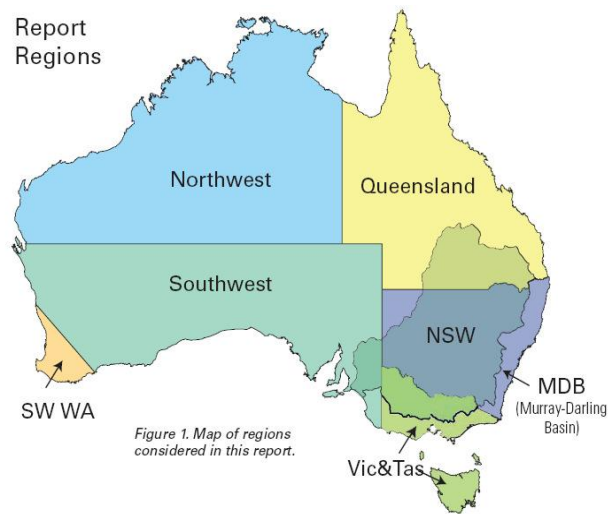 Report
Regions
Northwest
Queensland
Southwest
NSW
SW WA
MDB
(Murray-Darling
Basin)
Figure 1. Map of regions
considered in this report.
Vic&Tas